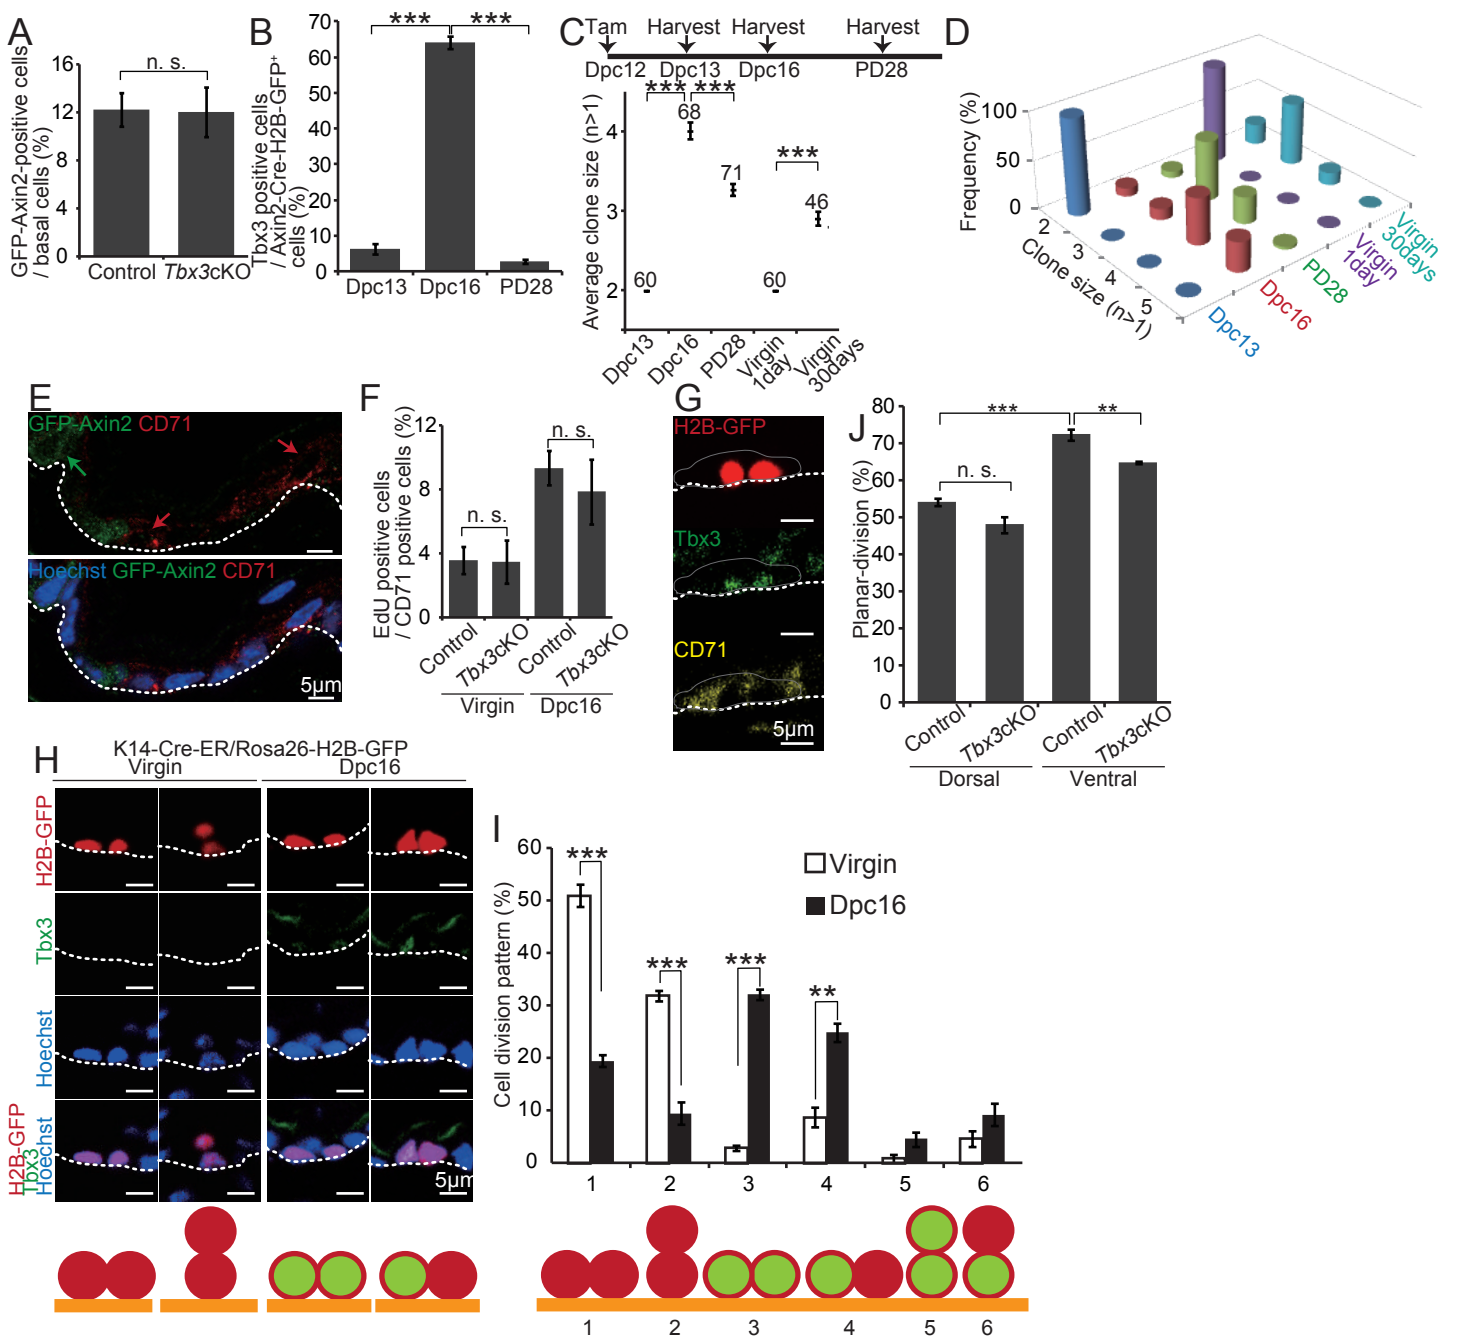 A
GFP-Axin2-positive cells
/ basal cells (%)
16
12
8
4
0
n. s.
Control
Tbx3cKO
B
Tbx3 positive cells
/ Axin2-Cre-H2B-GFP+
cells (%)
70
60
50
40
30
20
10
0
***
***
Dpc13
Dpc16
PD28
C
Tam
Harvest
Harvest
Harvest
Dpc12
Dpc13
Dpc16
PD28
Average clone size (n>1)
4
3
2
***
***
***
60
68
71
60
46
Dpc13
Dpc16
PD28
Virgin
1day
Virgin
30days
D
Frequency (%)
100
50
0
2
3
4
5
Clone size (n>1)
Dpc13
Dpc16
PD28
Virgin
1day
Virgin
30days
E
GFP-Axin2 CD71
Hoechst GFP-Axin2 CD71
5μm
F
EdU positive cells
/ CD71 positive cells (%)
12
8
4
0
n. s.
n. s.
Control
Tbx3cKO
Control
Tbx3cKO
Virgin
Dpc16
G
H2B-GFP
Tbx3
CD71
5μm
J
Planar-division (%)
80
70
60
50
40
30
20
10
0
***
**
n. s.
Control
Tbx3cKO
Control
Tbx3cKO
Dorsal
Ventral
H
K14-Cre-ER/Rosa26-H2B-GFP
Virgin
Dpc16
H2B-GFP
Tbx3
Hoechst
H2B-GFP
Tbx3
Hoechst
5μm
I
Cell division pattern (%)
60
50
40
30
20
10
0
***
***
***
**
Virgin
Dpc16
1 2 3 4 5 6
1 2 3 4 5 6